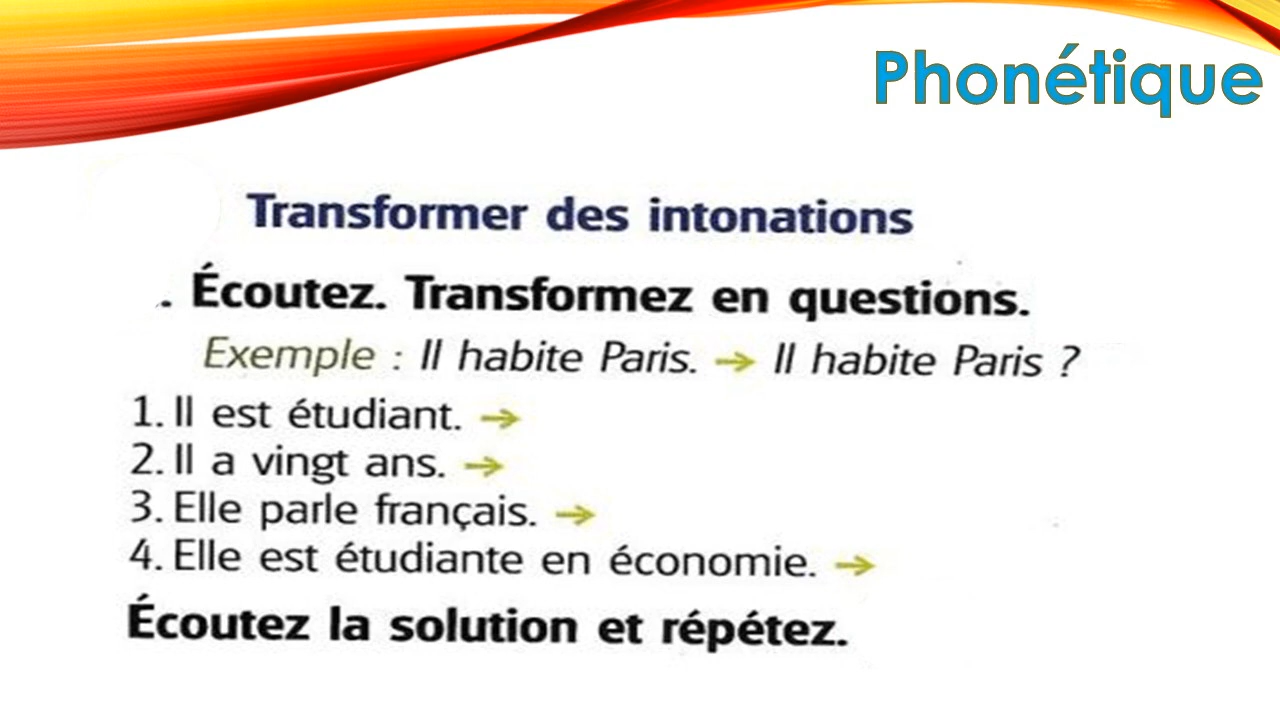 Phonétique
Transformer des intonations
. Écoutez. Transformez en questions.
Exemple : Il habite Paris. → Il habite Paris ?
1. Il est étudiant. →
2. Il a vingt ans. →
3. Elle parle français. →
4. Elle est étudiante en économie. →
Écoutez la solution et répétez.